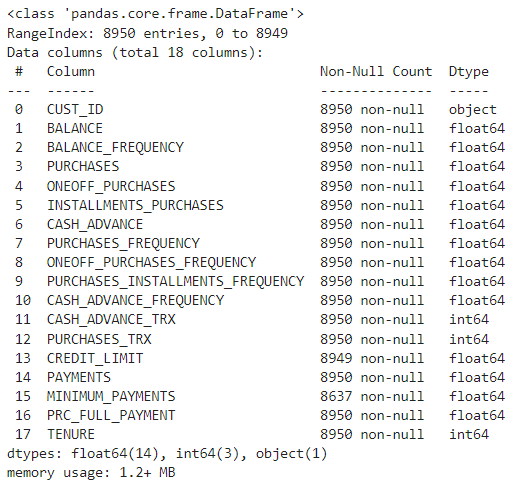 <class 'pandas.core.frame.DataFrame'>
RangeIndex: 8950 entries, 0 to 8949
Data columns (total 18 columns):
 #   Column                            Non-Null Count  Dtype
---  ------                            --------------  -----
 0   CUST_ID                           8950 non-null   object
 1   BALANCE                           8950 non-null   float64
 2   BALANCE_FREQUENCY                 8950 non-null   float64
 3   PURCHASES                         8950 non-null   float64
 4   ONEOFF_PURCHASES                  8950 non-null   float64
 5   INSTALLMENTS_PURCHASES            8950 non-null   float64
 6   CASH_ADVANCE                      8950 non-null   float64
 7   PURCHASES_FREQUENCY               8950 non-null   float64
 8   ONEOFF_PURCHASES_FREQUENCY        8950 non-null   float64
 9   PURCHASES_INSTALLMENTS_FREQUENCY  8950 non-null   float64
 10  CASH_ADVANCE_FREQUENCY            8950 non-null   float64
 11  CASH_ADVANCE_TRX                  8950 non-null   int64
 12  PURCHASES_TRX                     8950 non-null   int64
 13  CREDIT_LIMIT                      8949 non-null   float64
 14  PAYMENTS                          8950 non-null   float64
 15  MINIMUM_PAYMENTS                  8637 non-null   float64
 16  PRC_FULL_PAYMENT                  8950 non-null   float64
 17  TENURE                            8950 non-null   int64
dtypes: float64(14), int64(3), object(1)
memory usage: 1.2+ MB